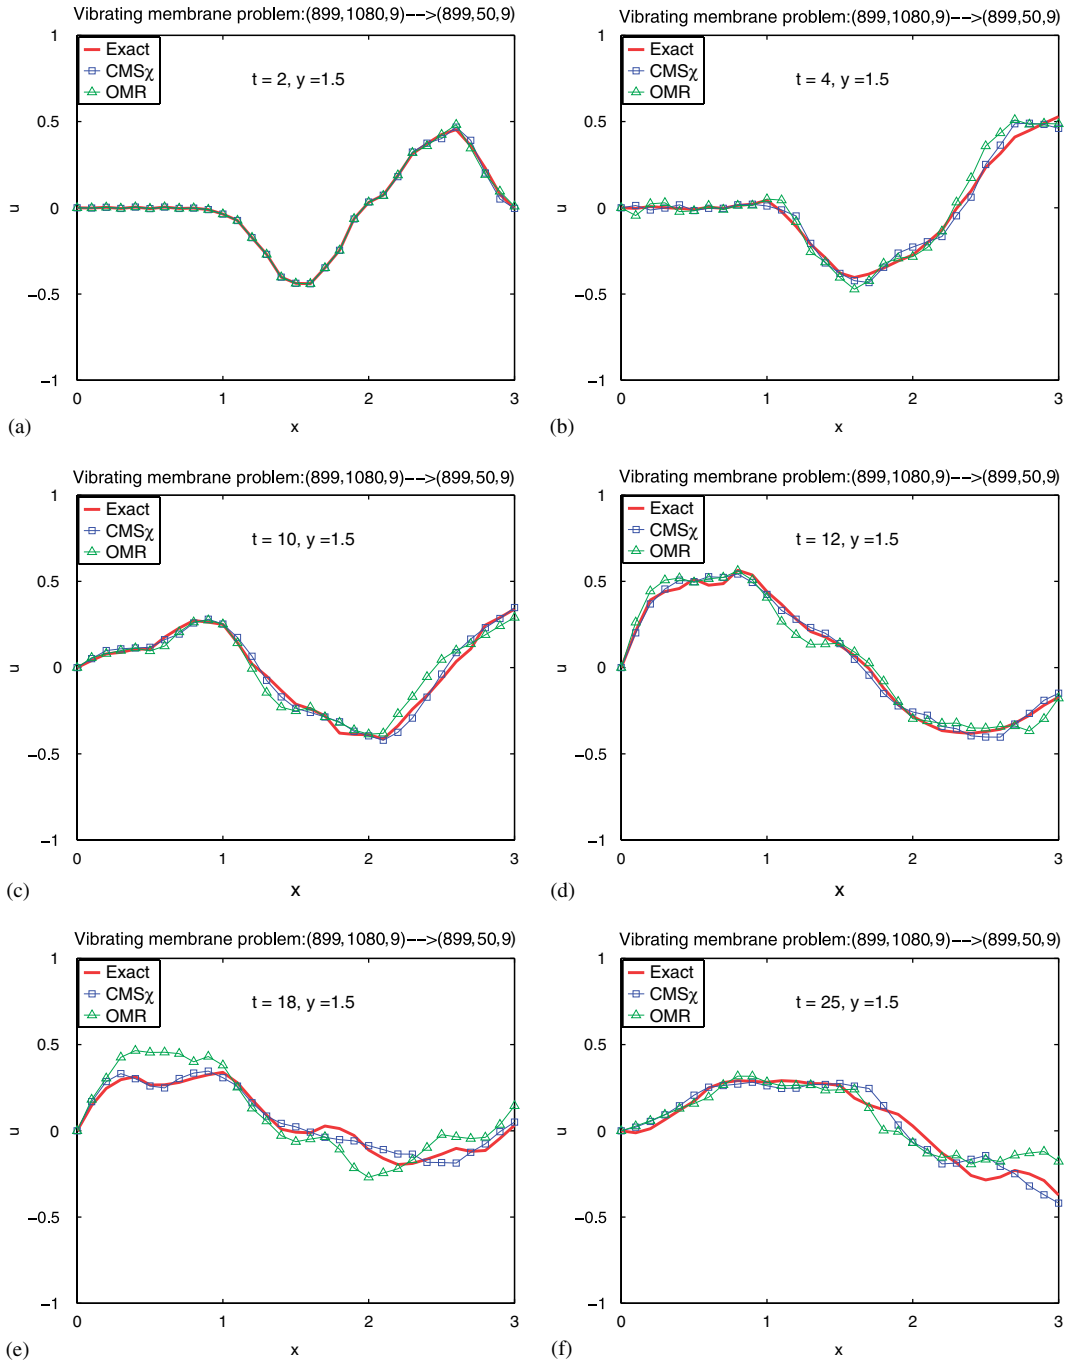 Vibrating membrane problem:(899,1080,9)−−>(899,50,9)
1
Exact
CMSχ
OMR
t = 2, y =1.5
0.5
u
0
−0.5
−1
0
1
2
3
x
(a)
Vibrating membrane problem:(899,1080,9)−−>(899,50,9)
1
Exact
CMSχ
OMR
t = 4, y =1.5
0.5
u
0
−0.5
−1
0
1
2
3
x
(b)
Vibrating membrane problem:(899,1080,9)−−>(899,50,9)
1
Exact
CMSχ
OMR
t = 10, y =1.5
0.5
u
0
−0.5
−1
0
1
2
3
x
(c)
Vibrating membrane problem:(899,1080,9)−−>(899,50,9)
1
Exact
CMSχ
OMR
t = 12, y =1.5
0.5
u
0
−0.5
−1
0
1
2
3
x
(d)
Vibrating membrane problem:(899,1080,9)−−>(899,50,9)
1
Exact
CMSχ
OMR
t = 18, y =1.5
0.5
u
0
−0.5
−1
0
1
2
3
x
(e)
Vibrating membrane problem:(899,1080,9)−−>(899,50,9)
1
Exact
CMSχ
OMR
t = 25, y =1.5
0.5
u
0
−0.5
−1
0
1
2
3
x
(f)